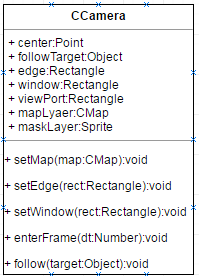 CCamera
+ center:Point
+ followTarget:Object
+ edge:Rectangle
+ window:Rectangle
+ viewPort:Rectangle
+ mapLyaer:CMap
+ maskLayer:Sprite
+ setMap(map:CMap):void
+ setEdge(rect:Rectangle):void
+ setWindow(rect:Rectangle):void
+ enterFrame(dt:Number):void
+ follow(target:Object):void